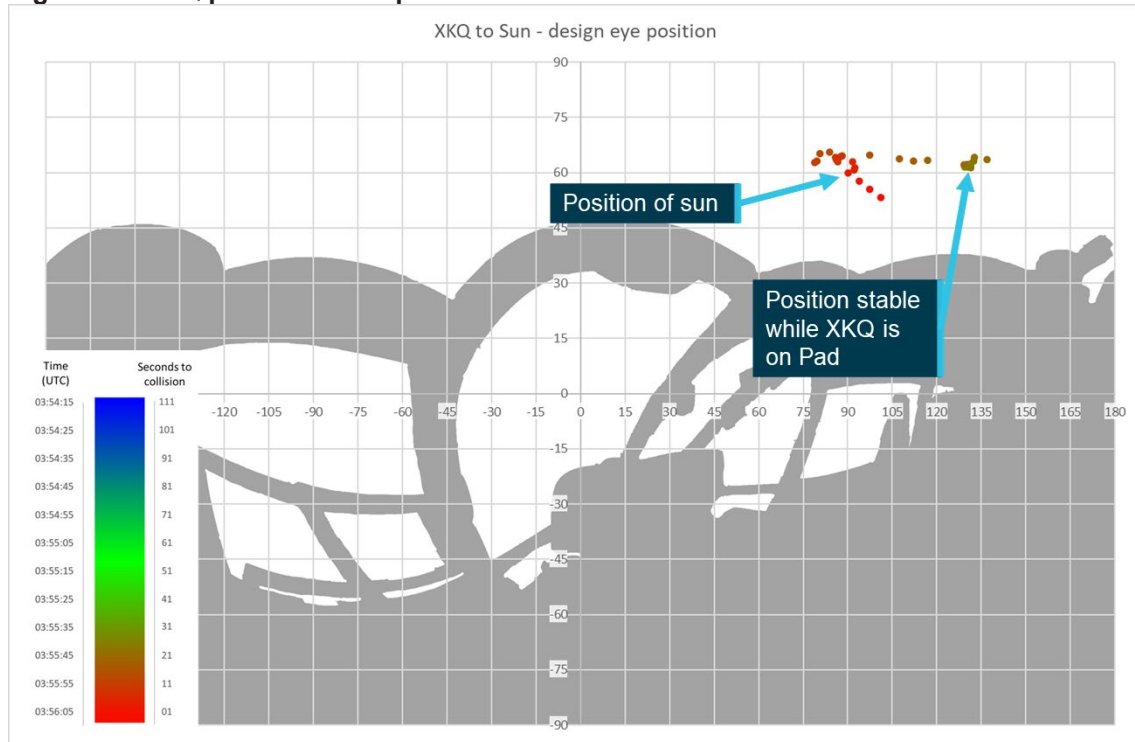 XKQ to Sun - design eye position
90
75
60
45
30
15
0
-15
-30
-45
-60
-75
-90
-120 -105 -90 -75 -60 -45 -30 -15 0 15 30 45 60 75 90 105 120 135 150 165 180
Position of sun
Position stable
while XKQ is
on Pad
Time
(UTC)
Seconds to
collision
03:54:15 111
03:54:25 101
03:54:35 91
03:54:45 81
03:54:55 71
03:55:05 61
03:55:15 51
03:55:25 41
03:55:35 31
03:55:45 21
03:55:55 11
03:56:05 01